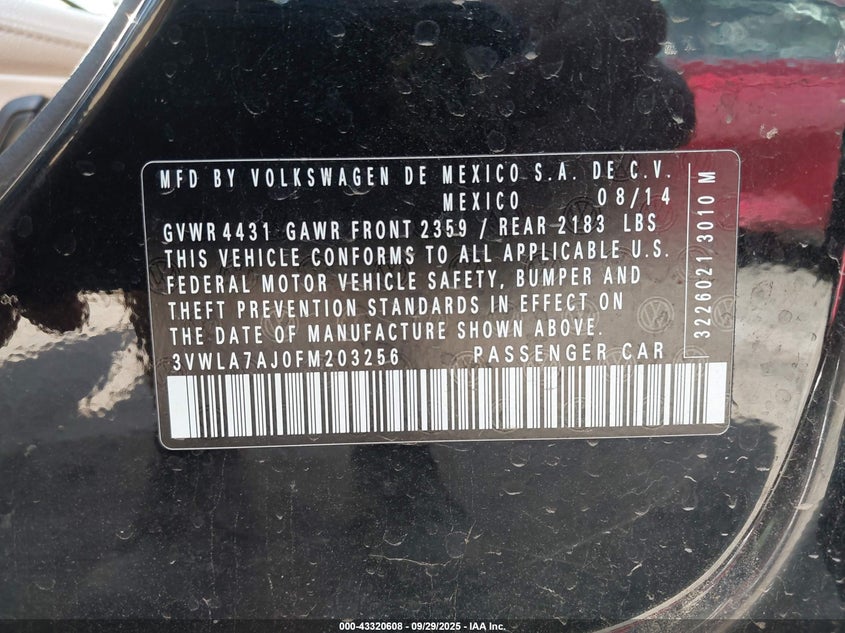 MFD BY VOLKSWAGEN DE MEXICO S.A. DE C.V.
MEXICO 08/14
GVWR 4431 GAWR FRONT 2359 / REAR 2183 LBS
THIS VEHICLE CONFORMS TO ALL APPLICABLE U.S.
FEDERAL MOTOR VEHICLE SAFETY, BUMPER AND
THEFT PREVENTION STANDARDS IN EFFECT ON
THE DATE OF MANUFACTURE SHOWN ABOVE.
3VWLA7AJ0FM203256 PASSENGER CAR
3226021 3010 M
000-43320608 | 09/29/2025 | IAA Inc.